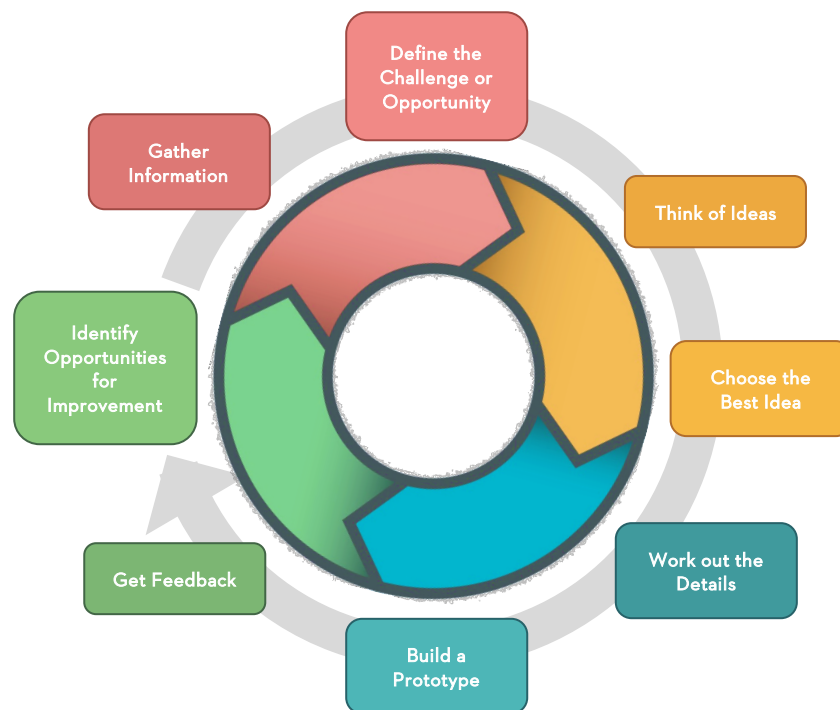 Define the
Challenge or
Opportunity
Gather
Information
Think of Ideas
Identify
Opportunities
for
Improvement
Choose the
Best Idea
Work out the
Details
Get Feedback
Build a
Prototype